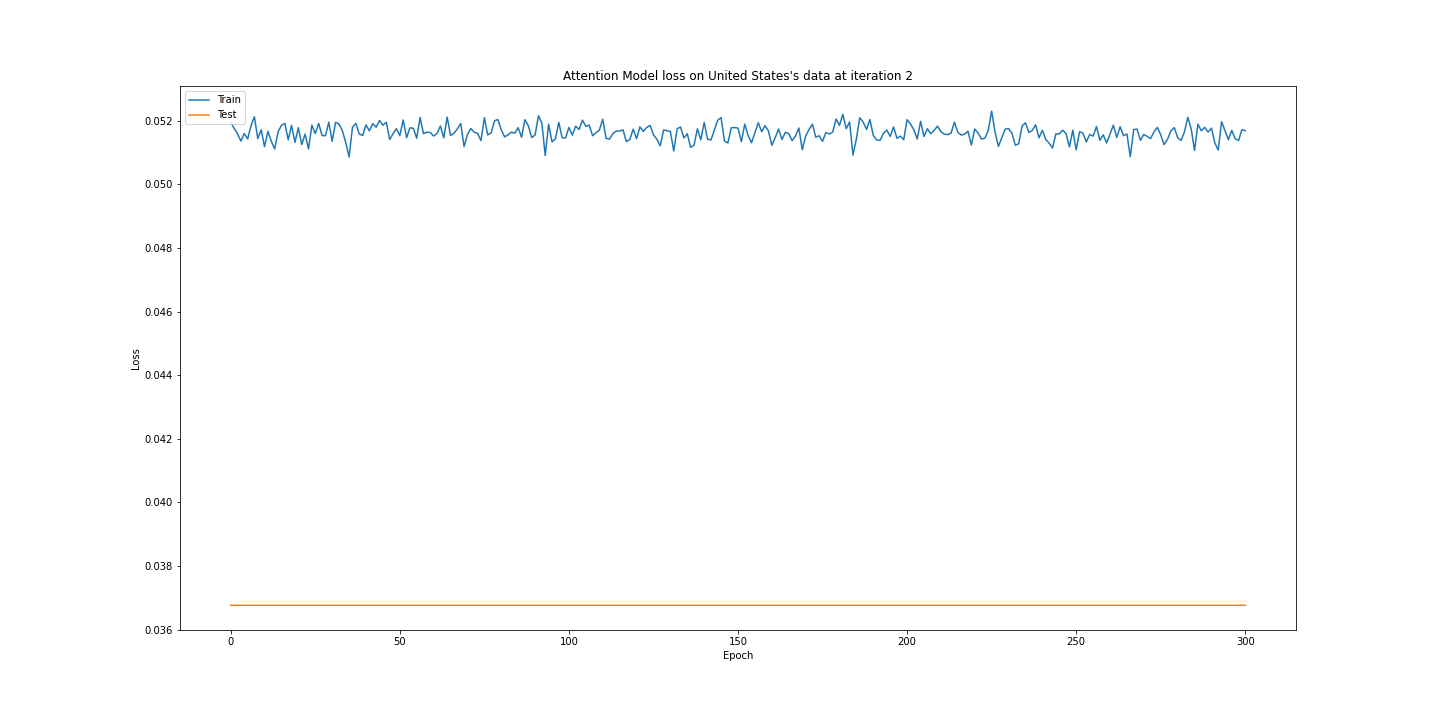 Attention Model loss on United States's data at iteration 2
Train
Test
0.052
0.050
0.048
0.046
0.044
0.042
0.040
0.038
0.036
Loss
0 50 100 150 200 250 300
Epoch